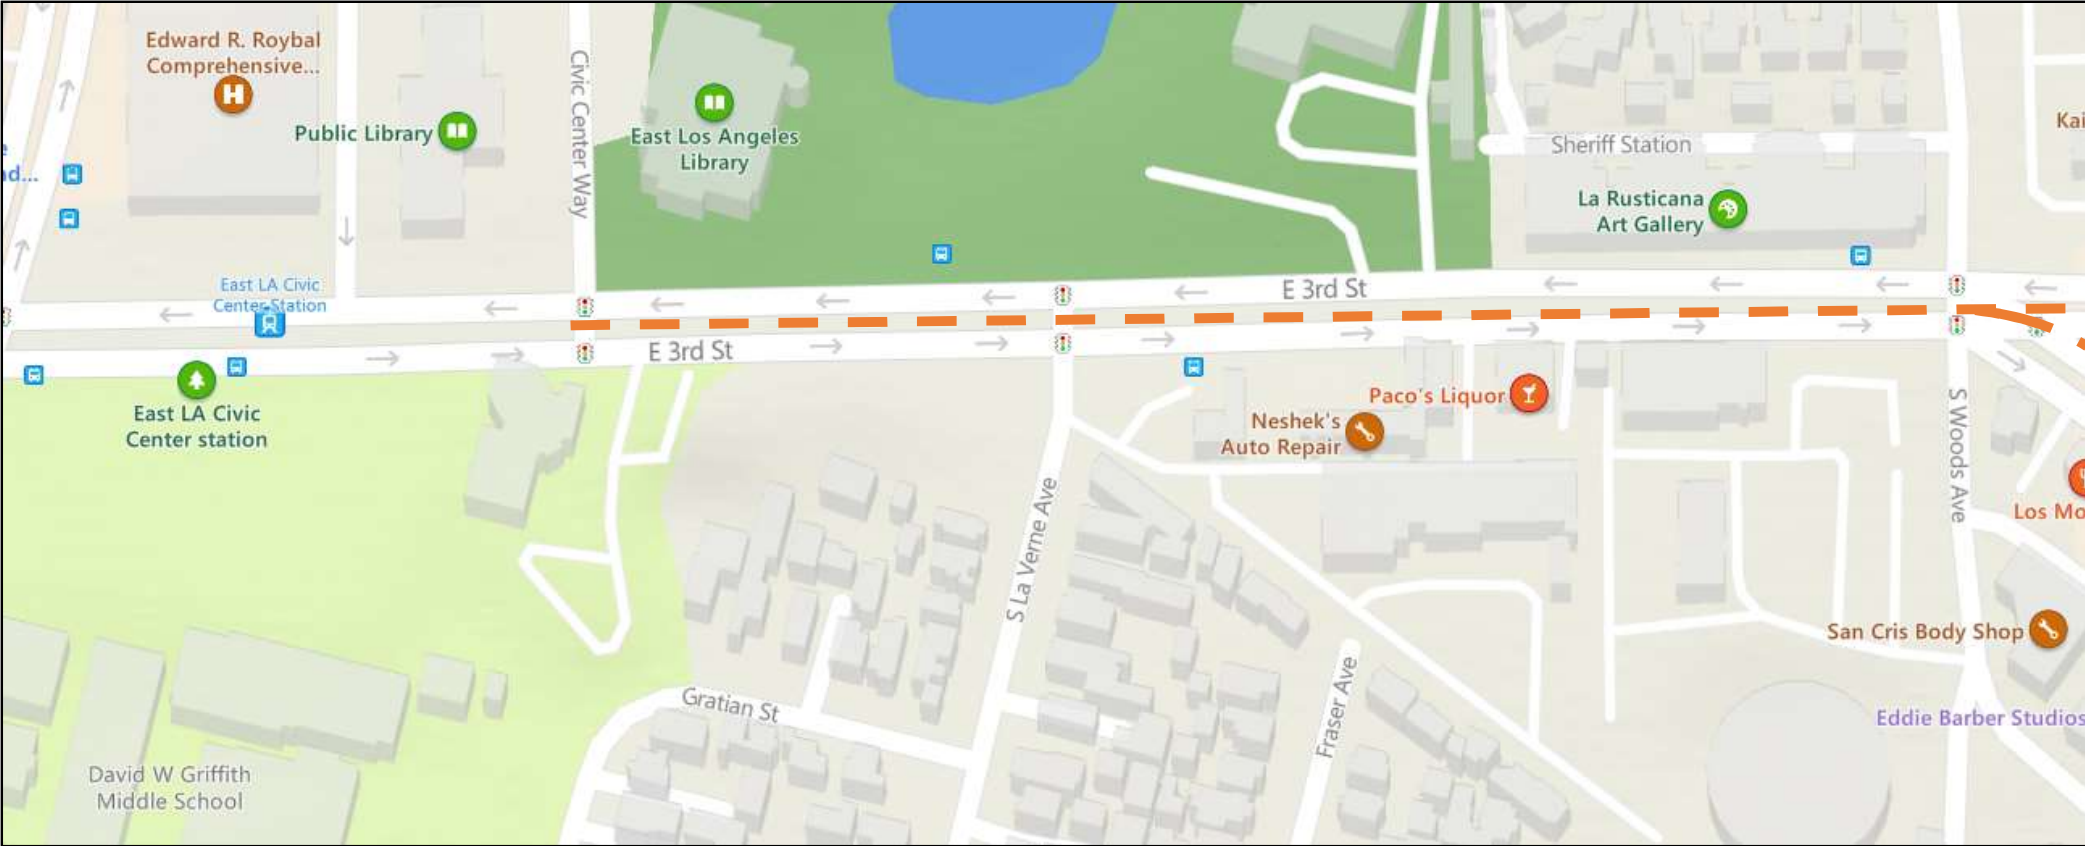 Edward R. Roybal
Comprehensive...
H
Public Library
Civic Center Way
East Los Angeles
Library
Sheriff Station
Kai
La Rusticana
Art Gallery
d...
East LA Civic
Center Station
E 3rd St
E 3rd St
East LA Civic
Center station
Paco's Liquor
Neshek's
Auto Repair
S Woods Ave
Los Mo
S La Verne Ave
San Cris Body Shop
Fraser Ave
Gratian St
Eddie Barber Studios
David W Griffith
Middle School